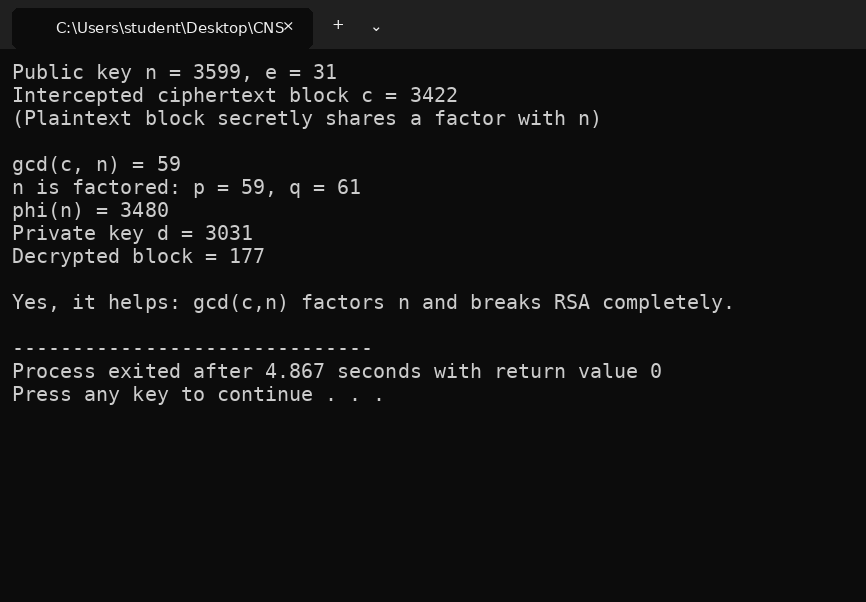 C:\Users\student\Desktop\CNS × + ⌄
Public key n = 3599, e = 31
Intercepted ciphertext block c = 3422
(Plaintext block secretly shares a factor with n)
gcd(c, n) = 59
n is factored: p = 59, q = 61
phi(n) = 3480
Private key d = 3031
Decrypted block = 177
Yes, it helps: gcd(c,n) factors n and breaks RSA completely.
------------------------------
Process exited after 4.867 seconds with return value 0
Press any key to continue . . .